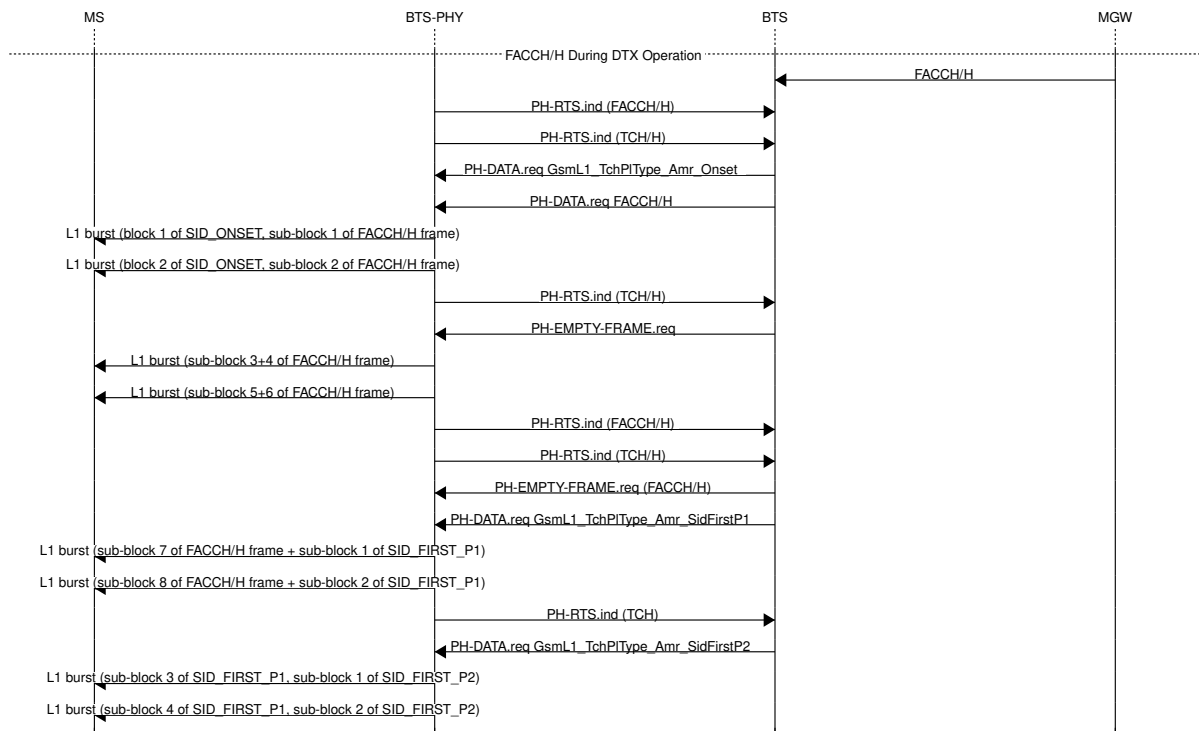 MS BTS-PHY BTS MGW
FACCH/H During DTX Operation
FACCH/H
PH-RTS.ind (FACCH/H)
PH-RTS.ind (TCH/H)
PH-DATA.req GsmL1_TchPlType_Amr_Onset
PH-DATA.req FACCH/H
L1 burst (block 1 of SID_ONSET, sub-block 1 of FACCH/H frame)
L1 burst (block 2 of SID_ONSET, sub-block 2 of FACCH/H frame)
PH-RTS.ind (TCH/H)
PH-EMPTY-FRAME.req
L1 burst (sub-block 3+4 of FACCH/H frame)
L1 burst (sub-block 5+6 of FACCH/H frame)
PH-RTS.ind (FACCH/H)
PH-RTS.ind (TCH/H)
PH-EMPTY-FRAME.req (FACCH/H)
PH-DATA.req GsmL1_TchPlType_Amr_SidFirstP1
L1 burst (sub-block 7 of FACCH/H frame + sub-block 1 of SID_FIRST_P1)
L1 burst (sub-block 8 of FACCH/H frame + sub-block 2 of SID_FIRST_P1)
PH-RTS.ind (TCH)
PH-DATA.req GsmL1_TchPlType_Amr_SidFirstP2
L1 burst (sub-block 3 of SID_FIRST_P1, sub-block 1 of SID_FIRST_P2)
L1 burst (sub-block 4 of SID_FIRST_P1, sub-block 2 of SID_FIRST_P2)